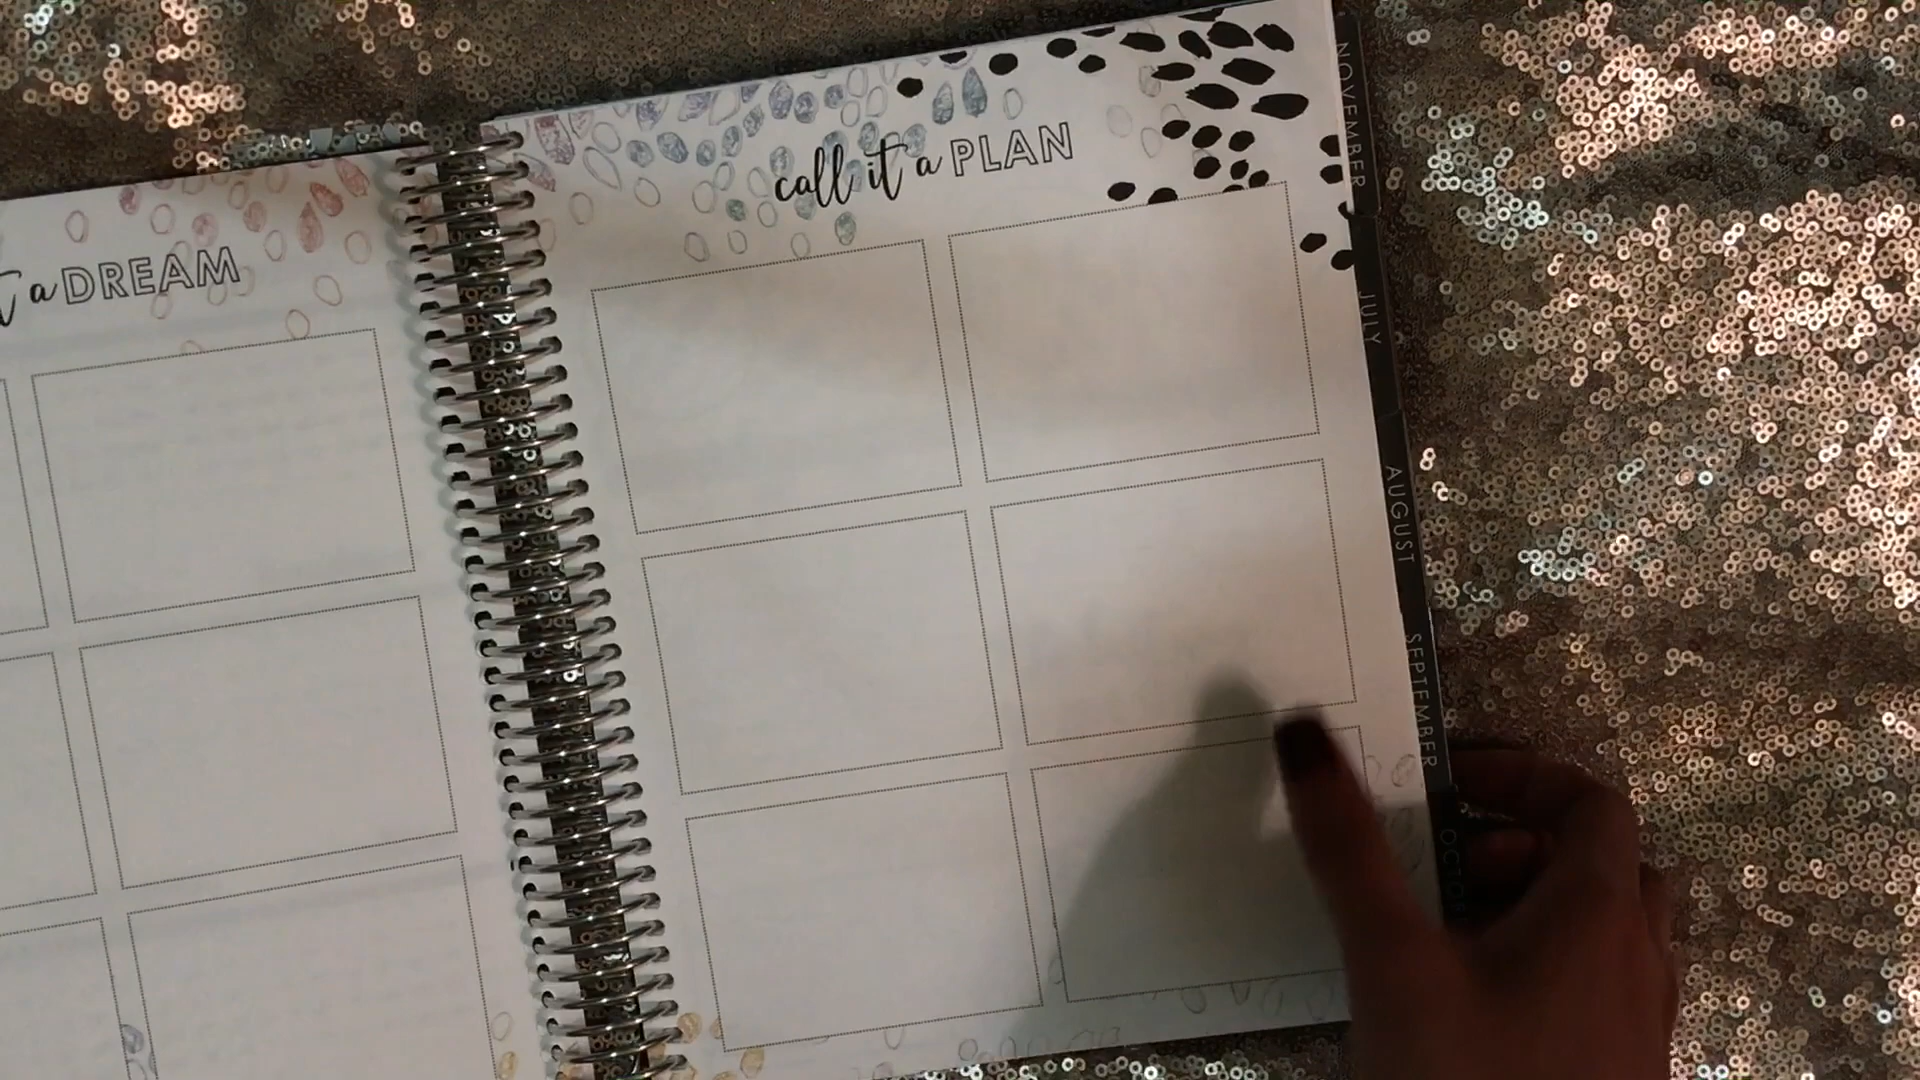 a DREAM
call it a PLAN
NOVEMBER
JULY
AUGUST
SEPTEMBER